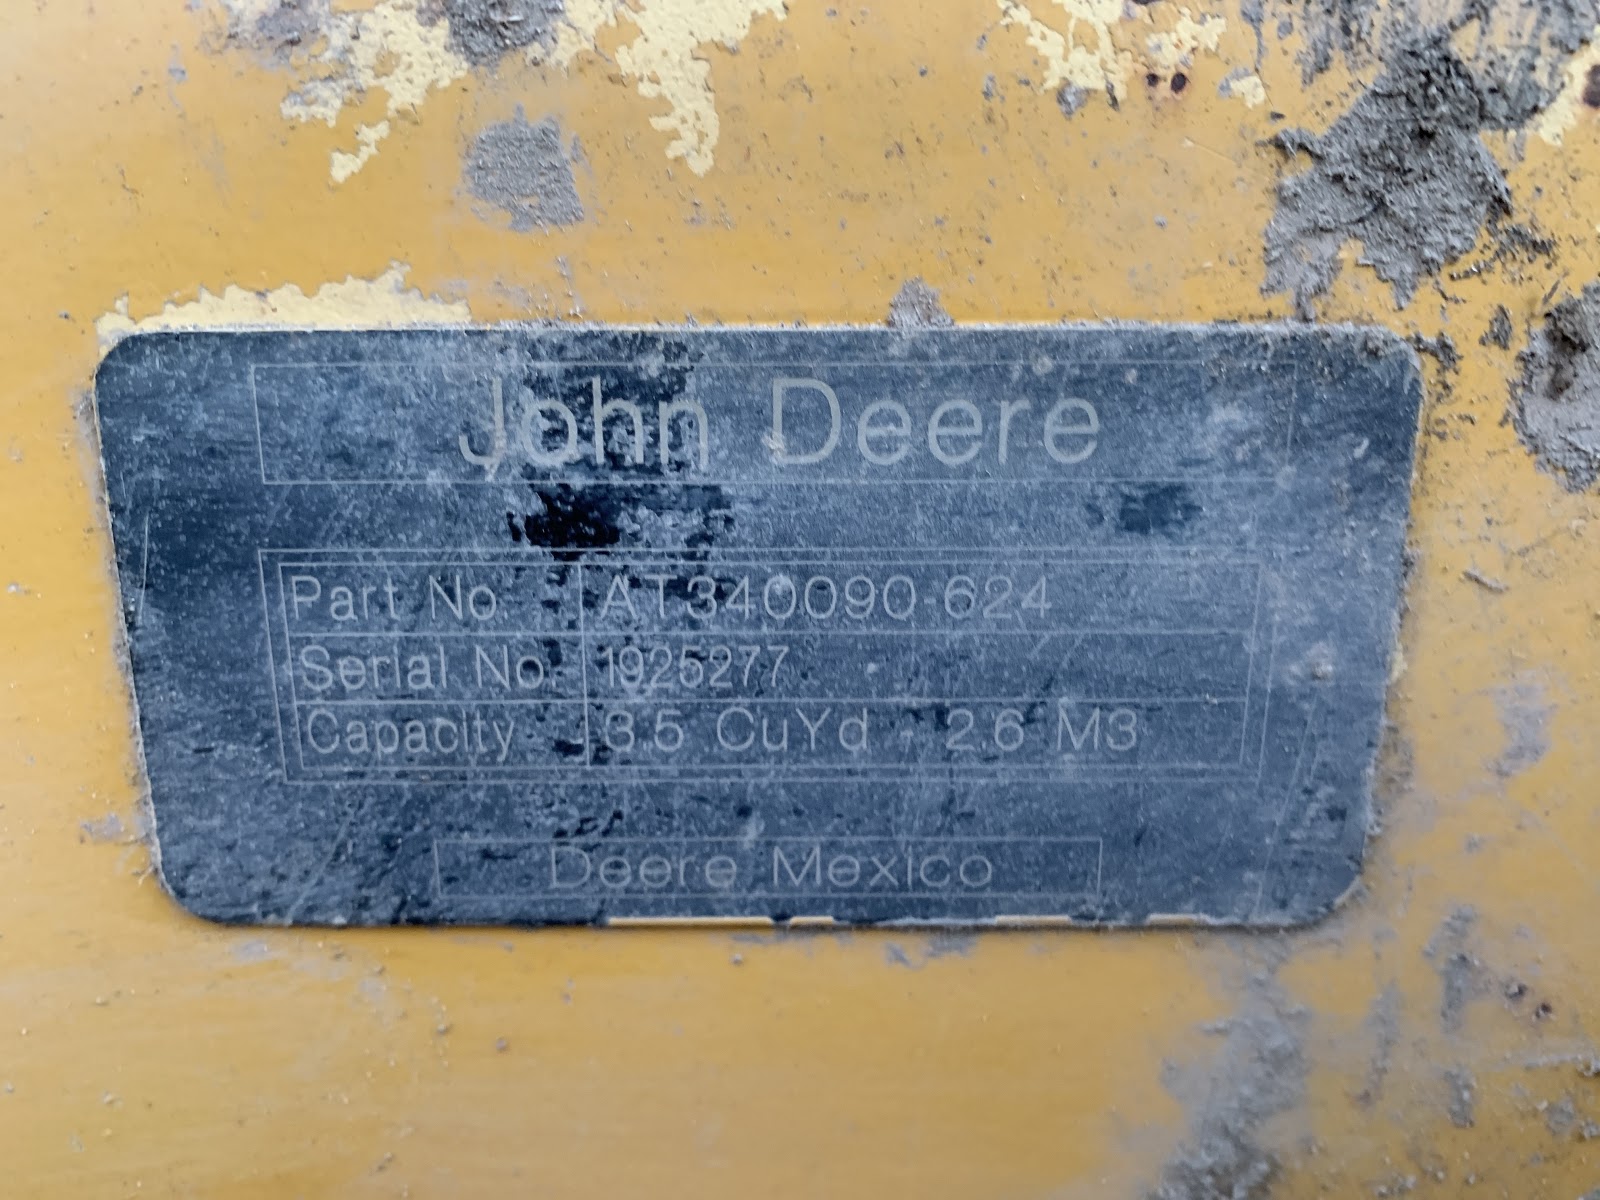 John Deere
Part No. AT340090-624
Serial No. 1925277
Capacity 3.5 CuYd - 2.6 M3
Deere Mexico